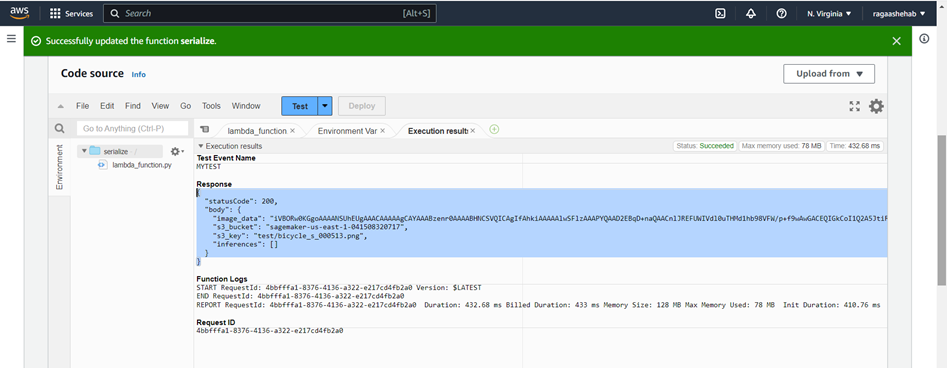 aws Services Search [Alt+S] N. Virginia ragaashehab
Successfully updated the function serialize.
Code source Info Upload from
File Edit Find View Go Tools Window Test Deploy
Go to Anything (Ctrl-P) lambda_function Environment Var Execution results
Environment
serialize /
lambda_function.py
Execution results Status: Succeeded Max memory used: 78 MB Time: 432.68 ms
Test Event Name
MYTEST
Response
{
"statusCode": 200,
"body": {
"image_data":
"s3_bucket": "sagemaker-us-east-1-041508320717",
"s3_key": "test/bicycle_s_000513.png",
"inferences": []
}
}
Function Logs
START RequestId: 4bbfffa1-8376-4136-a322-e217cd4fb2a0 Version: $LATEST
END RequestId: 4bbfffa1-8376-4136-a322-e217cd4fb2a0
REPORT RequestId: 4bbfffa1-8376-4136-a322-e217cd4fb2a0 Duration: 432.68 ms Billed Duration: 433 ms Memory Size: 128 MB Max Memory Used: 78 MB Init Duration: 410.76 ms
Request ID
4bbfffa1-8376-4136-a322-e217cd4fb2a0